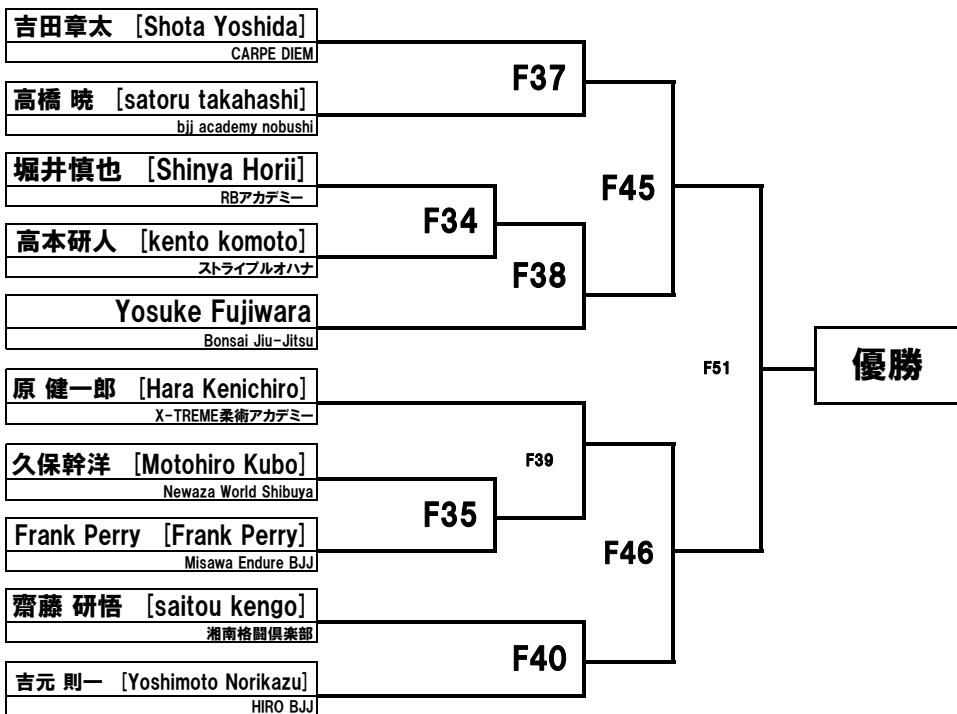 吉田章太 [Shota Yoshida]
CARPE DIEM
高橋 暁 [satoru takahashi]
bjj academy nobushi
堀井慎也 [Shinya Horii]
RBアカデミー
高本研人 [kento komoto]
ストライプルオハナ
Yosuke Fujiwara
Bonsai Jiu-Jitsu
原 健一郎 [Hara Kenichiro]
X-TREME柔術アカデミー
久保幹洋 [Motohiro Kubo]
Newaza World Shibuya
Frank Perry [Frank Perry]
Misawa Endure BJJ
齋藤 研悟 [saitou kengo]
湘南格闘倶楽部
吉元 則一 [Yoshimoto Norikazu]
HIRO BJJ
F34
F35
F37
F38
F39
F40
F45
F46
F51
優勝